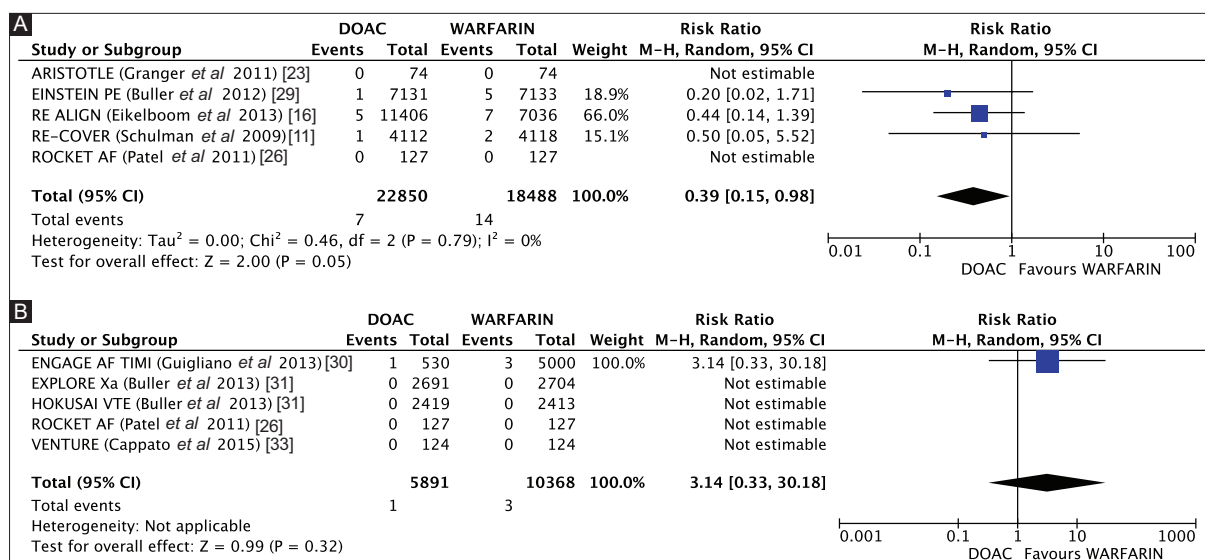 A
DOAC WARFARIN Risk Ratio Risk Ratio
Study or Subgroup Events Total Events Total Weight M-H, Random, 95% CI M-H, Random, 95% CI
ARISTOTLE (Granger et al 2011) [23] 0 74 0 74 Not estimable
EINSTEIN PE (Buller et al 2012) [29] 1 7131 5 7133 18.9% 0.20 [0.02, 1.71]
RE ALIGN (Eikelboom et al 2013) [16] 5 11406 7 7036 66.0% 0.44 [0.14, 1.39]
RE-COVER (Schulman et al 2009) [11] 1 4112 2 4118 15.1% 0.50 [0.05, 5.52]
ROCKET AF (Patel et al 2011) [26] 0 127 0 127 Not estimable
Total (95% CI) 22850 18488 100.0% 0.39 [0.15, 0.98]
Total events 7 14
Heterogeneity: Tau² = 0.00; Chi² = 0.46, df = 2 (P = 0.79); I² = 0%
Test for overall effect: Z = 2.00 (P = 0.05)
0.01 0.1 1 10 100
DOAC Favours WARFARIN
B
DOAC WARFARIN Risk Ratio Risk Ratio
Study or Subgroup Events Total Events Total Weight M-H, Random, 95% CI M-H, Random, 95% CI
ENGAGE AF TIMI (Guigliano et al 2013) [30] 1 530 3 5000 100.0% 3.14 [0.33, 30.18]
EXPLORE Xa (Buller et al 2013) [31] 0 2691 0 2704 Not estimable
HOKUSAI VTE (Buller et al 2013) [31] 0 2419 0 2413 Not estimable
ROCKET AF (Patel et al 2011) [26] 0 127 0 127 Not estimable
VENTURE (Cappato et al 2015) [33] 0 124 0 124 Not estimable
Total (95% CI) 5891 10368 100.0% 3.14 [0.33, 30.18]
Total events 1 3
Heterogeneity: Not applicable
Test for overall effect: Z = 0.99 (P = 0.32)
0.001 0.1 1 10 1000
DOAC Favours WARFARIN